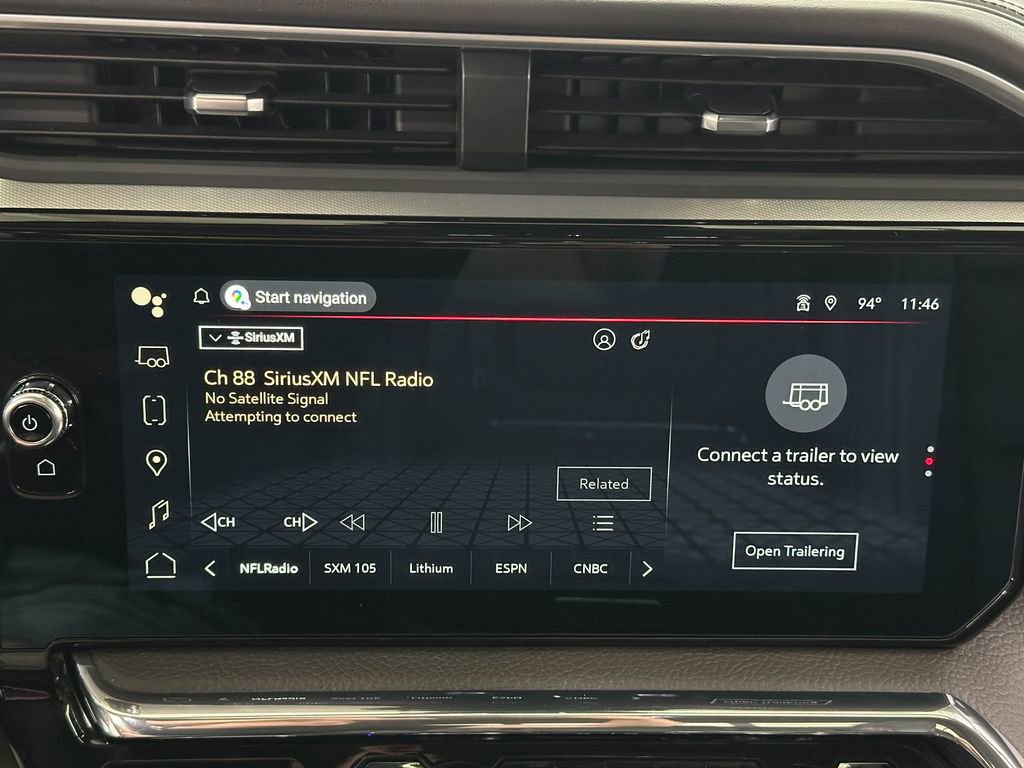 Start navigation
94° 11:46
SiriusXM
Ch 88 SiriusXM NFL Radio
No Satellite Signal
Attempting to connect
Connect a trailer to view
status.
Related
CH CH
Open Trailering
NFLRadio SXM 105 Lithium ESPN CNBC